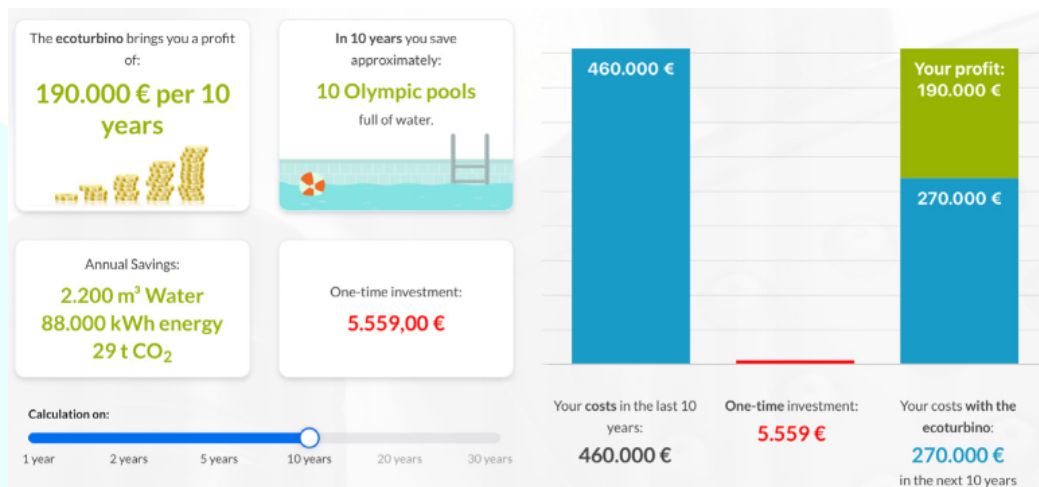 The ecoturbino brings you a profit
of:
190.000 € per 10
years
In 10 years you save
approximately:
10 Olympic pools
full of water.
Annual Savings:
2.200 m³ Water
88.000 kWh energy
29 t CO₂
One-time investment:
5.559,00 €
Calculation on:
1 year
2 years
5 years
10 years
20 years
30 years
460.000 €
Your profit:
190.000 €
270.000 €
Your costs in the last 10
years:
460.000 €
One-time investment:
5.559 €
Your costs with the
ecoturbino:
270.000 €
in the next 10 years